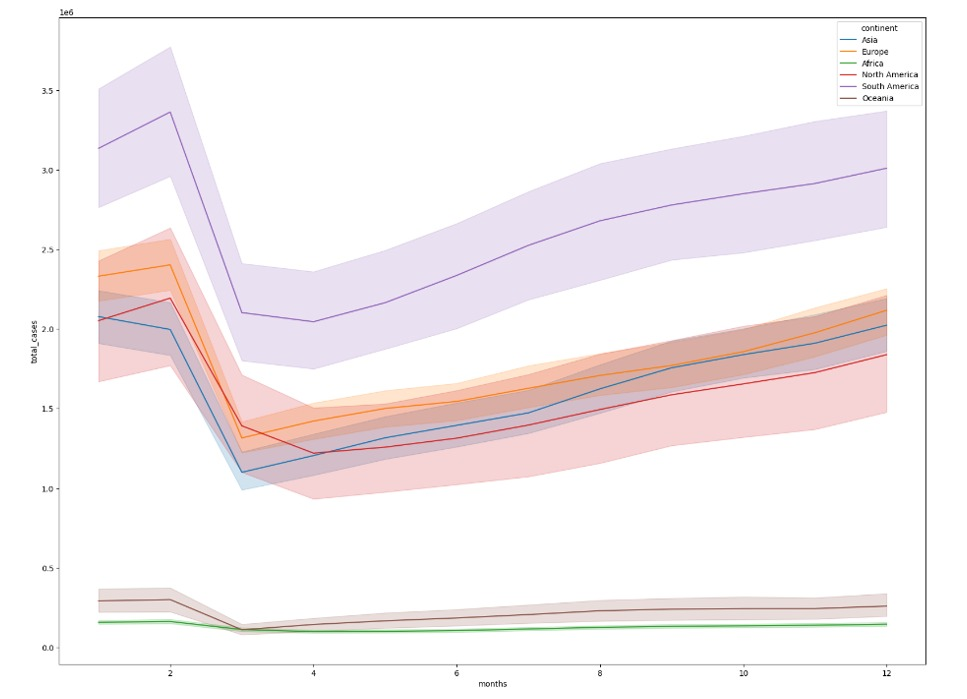 1e6
continent
Asia
Europe
Africa
North America
South America
Oceania
3.5
3.0
2.5
2.0
1.5
1.0
0.5
0.0
total_cases
2 4 6 8 10 12
months